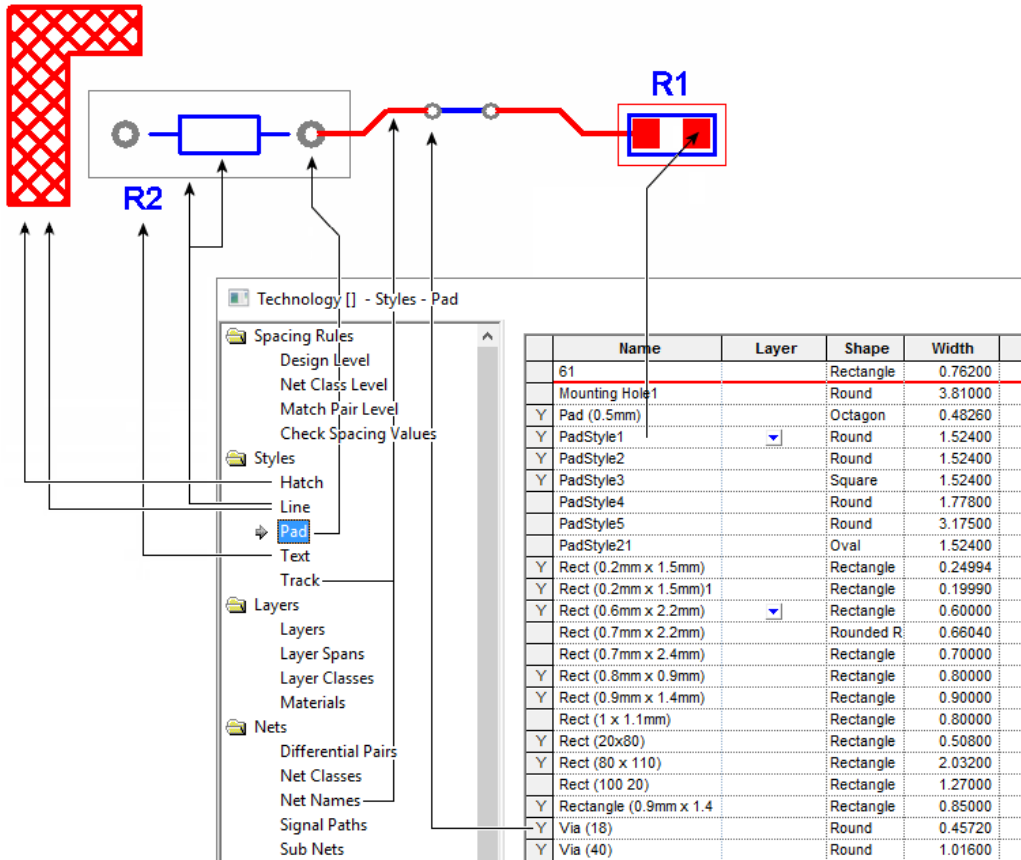 R1
R2
Technology [] - Styles - Pad
Spacing Rules
Design Level
Net Class Level
Match Pair Level
Check Spacing Values
Styles
Hatch
Line
Pad
Text
Track
Layers
Layers
Layer Spans
Layer Classes
Materials
Nets
Differential Pairs
Net Classes
Net Names
Signal Paths
Sub Nets
Name Layer Shape Width
61 Rectangle 0.76200
Mounting Hole1 Round 3.81000
Y Pad (0.5mm) Octagon 0.48260
Y PadStyle1 Round 1.52400
Y PadStyle2 Round 1.52400
Y PadStyle3 Square 1.52400
PadStyle4 Round 1.77800
PadStyle5 Round 3.17500
PadStyle21 Oval 1.52400
Y Rect (0.2mm x 1.5mm) Rectangle 0.24994
Y Rect (0.2mm x 1.5mm)1 Rectangle 0.19990
Y Rect (0.6mm x 2.2mm) Rectangle 0.60000
Rect (0.7mm x 2.2mm) Rounded R 0.66040
Rect (0.7mm x 2.4mm) Rectangle 0.70000
Y Rect (0.8mm x 0.9mm) Rectangle 0.80000
Y Rect (0.9mm x 1.4mm) Rectangle 0.90000
Rect (1 x 1.1mm) Rectangle 0.80000
Y Rect (20x80) Rectangle 0.50800
Y Rect (80 x 110) Rectangle 2.03200
Rect (100 20) Rectangle 1.27000
Y Rectangle (0.9mm x 1.4 Rectangle 0.85000
Y Via (18) Round 0.45720
Y Via (40) Round 1.01600